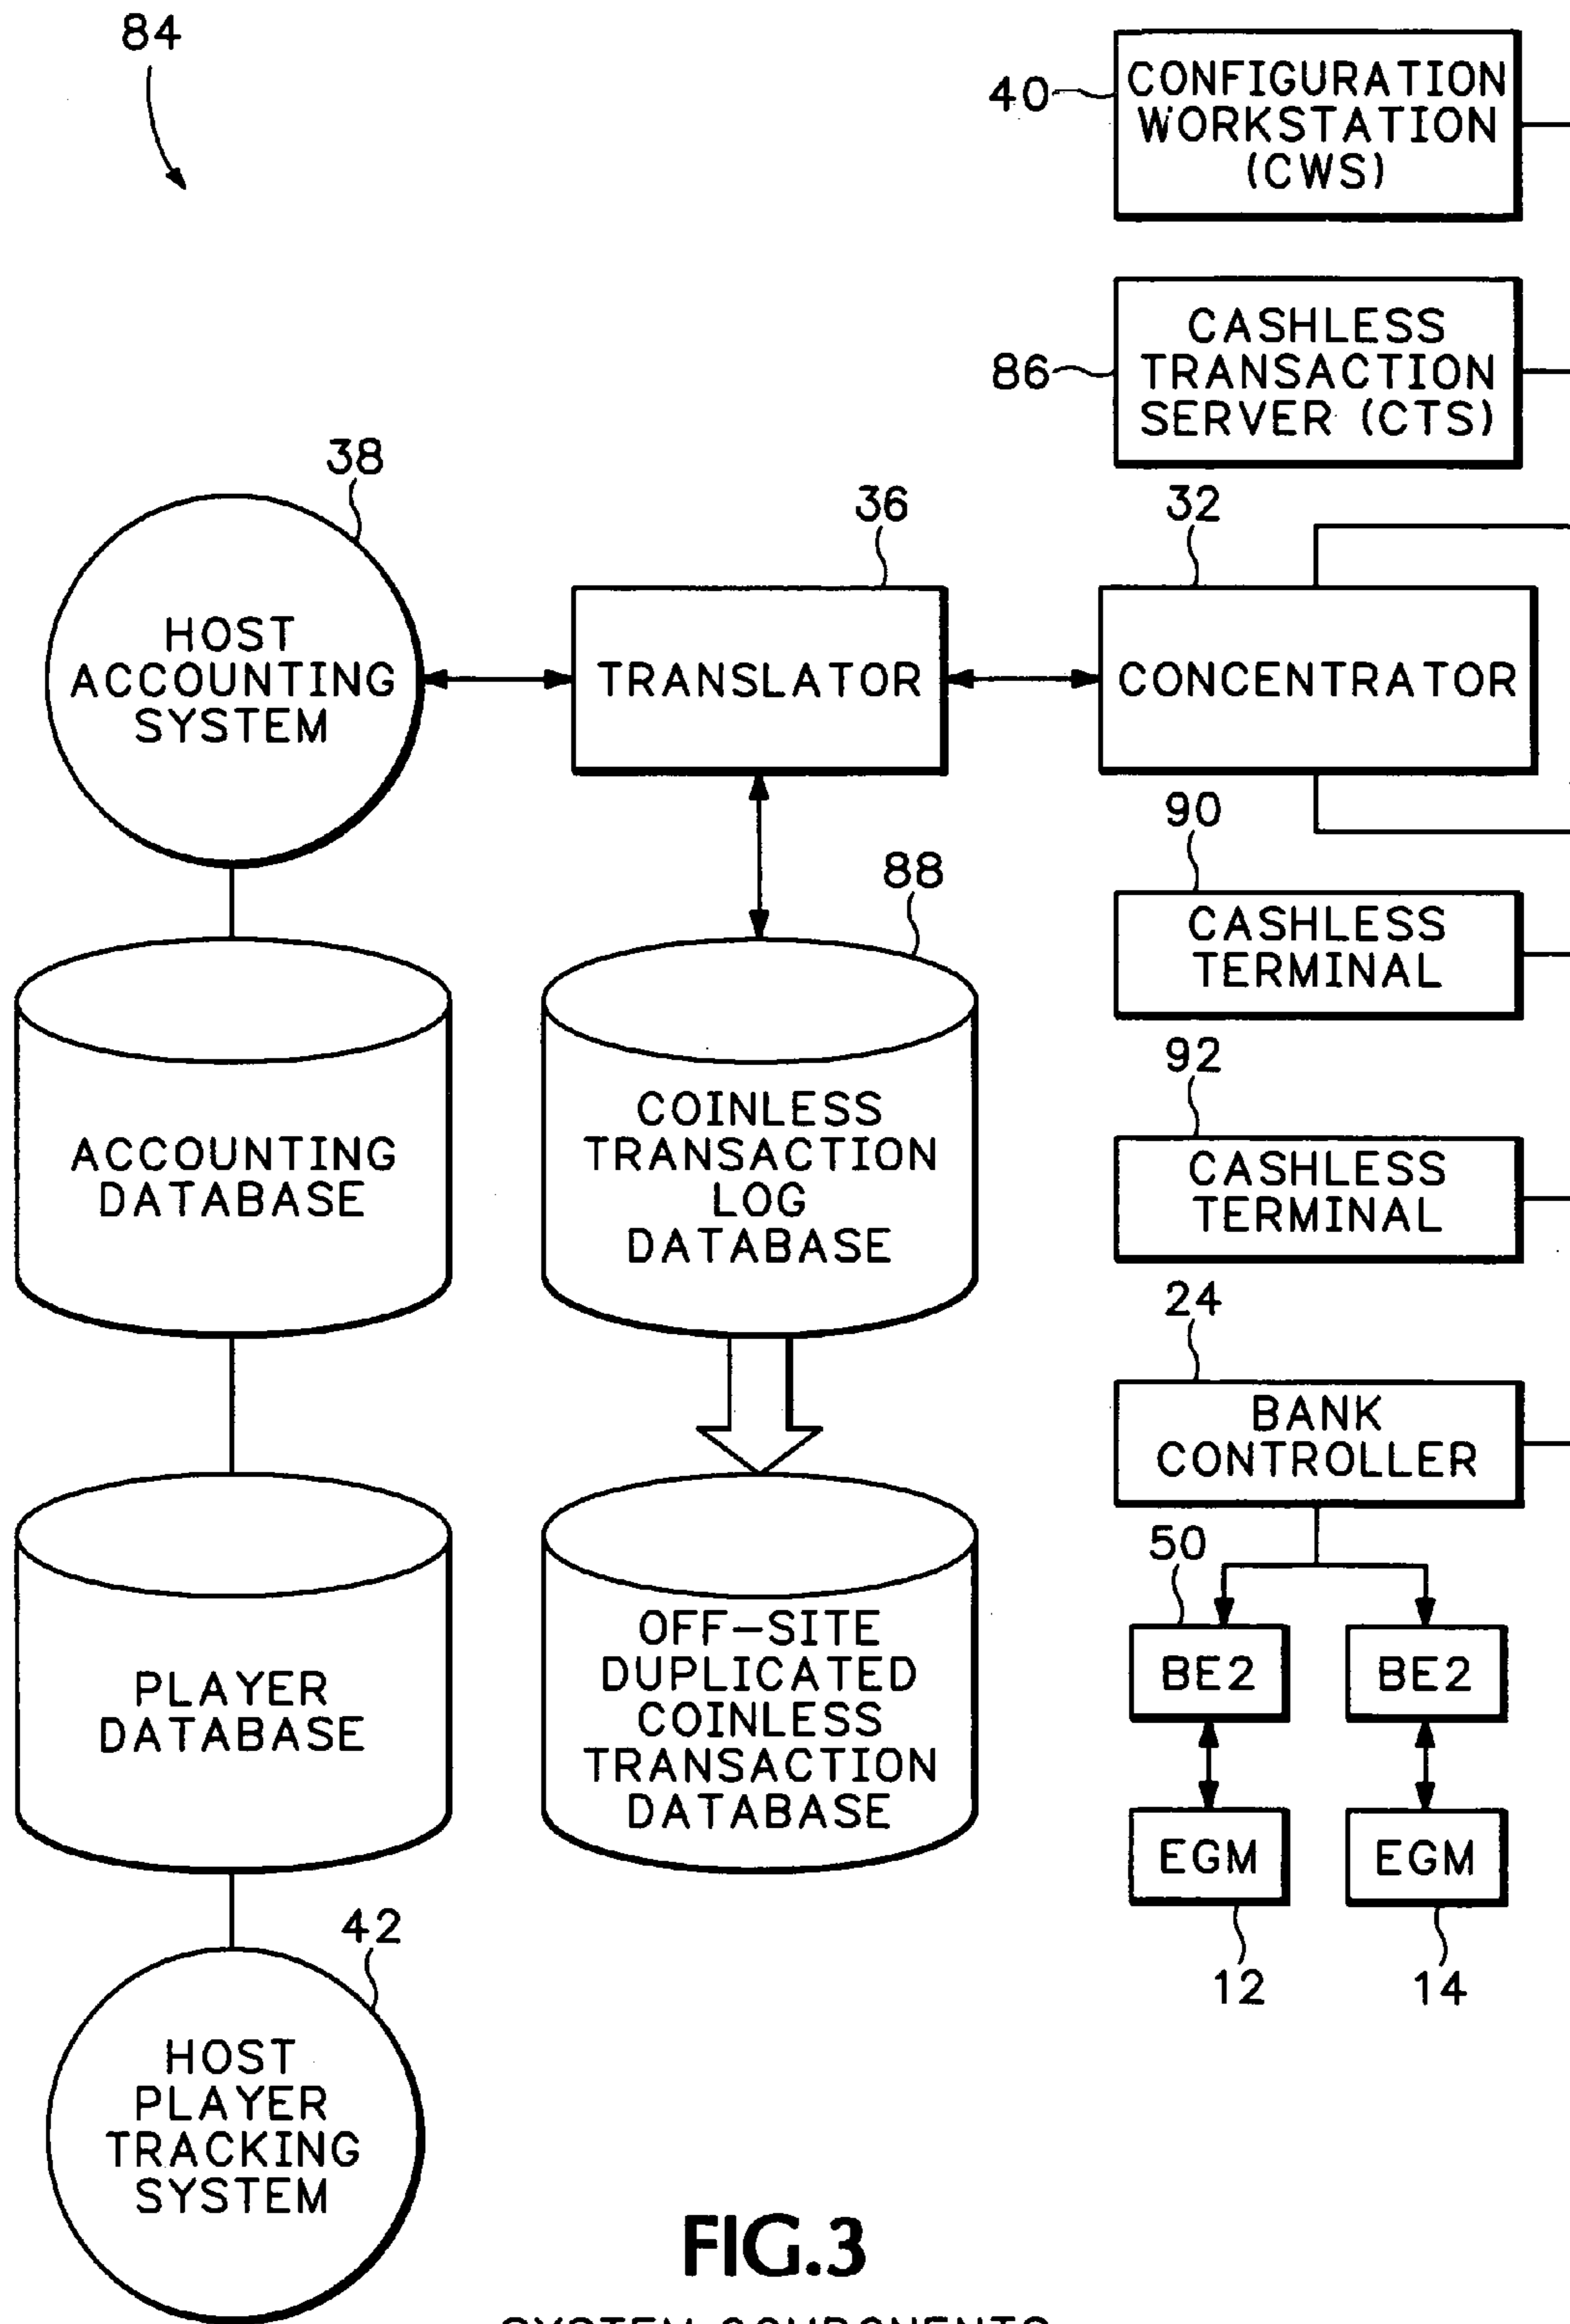 84
40
CONFIGURATION
WORKSTATION
(CWS)
86
CASHLESS
TRANSACTION
SERVER (CTS)
38
HOST
ACCOUNTING
SYSTEM
36
TRANSLATOR
32
CONCENTRATOR
88
90
CASHLESS
TERMINAL
92
CASHLESS
TERMINAL
ACCOUNTING
DATABASE
COINLESS
TRANSACTION
LOG
DATABASE
24
BANK
CONTROLLER
50
BE2
BE2
PLAYER
DATABASE
OFF-SITE
DUPLICATED
COINLESS
TRANSACTION
DATABASE
EGM
EGM
12
14
42
HOST
PLAYER
TRACKING
SYSTEM
FIG.3
SYSTEM COMPONENTS